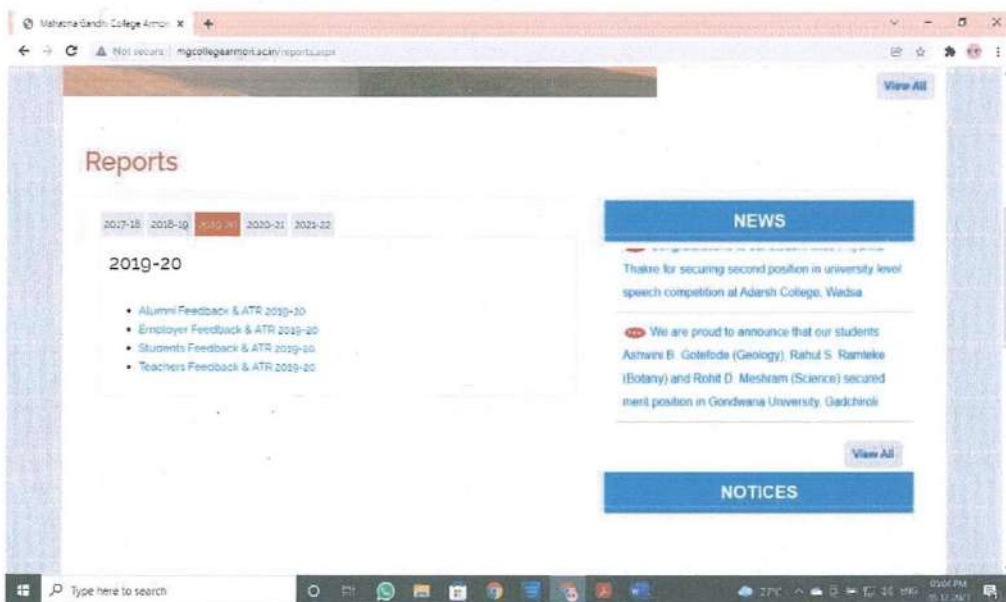 Mahatma Gandhi College Armor
Not secure | mgcollegearmori.ac.in/reports.aspx
View All
Reports
2017-18 2018-19 2019-20 2020-21 2021-22
2019-20
Alumni Feedback & ATR 2019-20
Employer Feedback & ATR 2019-20
Students Feedback & ATR 2019-20
Teachers Feedback & ATR 2019-20
NEWS
Thakre for securing second position in university level
speech competition at Adarsh College, Wadsa
We are proud to announce that our students
Ashwini B. Gotefode (Geology), Rahul S. Ramteke
(Botany) and Rohit D. Meshram (Science) secured
merit position in Gondwana University, Gadchiroli
View All
NOTICES
Type here to search
27°C
ENG